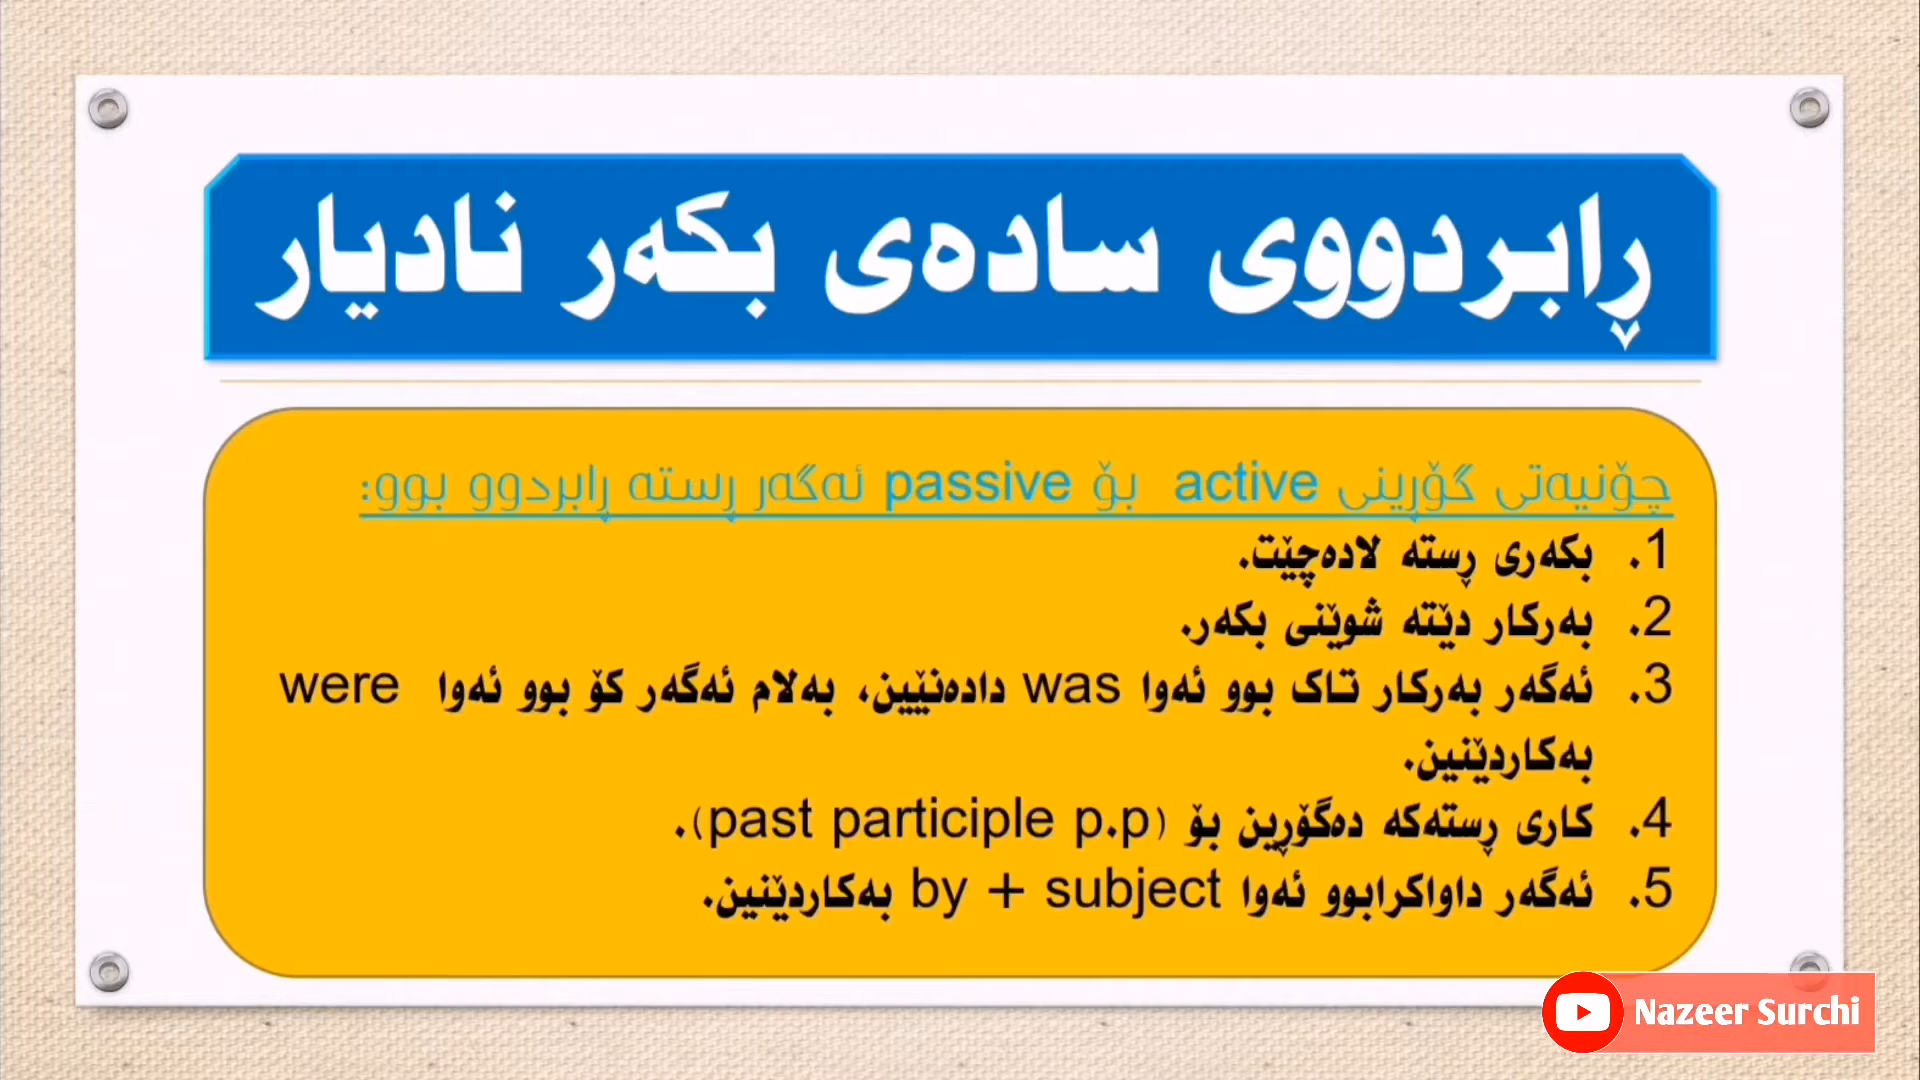 ڕابردووی سادەی بکەر نادیار
چۆنیەتی گۆڕینی active بۆ passive ئەگەر ڕستە ڕابردوو بوو:
1. بکەری ڕستە لادەچێت.
2. بەرکار دێتە شوێنی بکەر.
3. ئەگەر بەرکار تاک بوو ئەوا was دادەنێین، بەلام ئەگەر کۆ بوو ئەوا were
بەکاردێنین.
4. کاری ڕستەکە دەگۆڕین بۆ (past participle p.p).
5. ئەگەر داواکرابوو ئەوا by + subject بەکاردێنین.
Nazeer Surchi